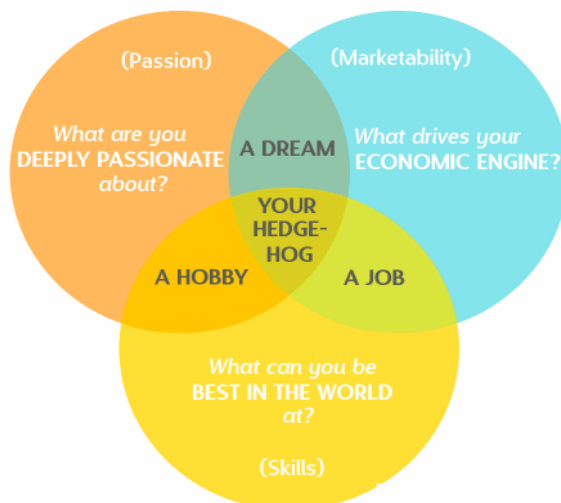 (Passion)
(Marketability)
What are you
DEEPLY PASSIONATE
about?
A DREAM
What drives your
ECONOMIC ENGINE?
YOUR
HEDGE-
HOG
A HOBBY
A JOB
What can you be
BEST IN THE WORLD
at?
(Skills)